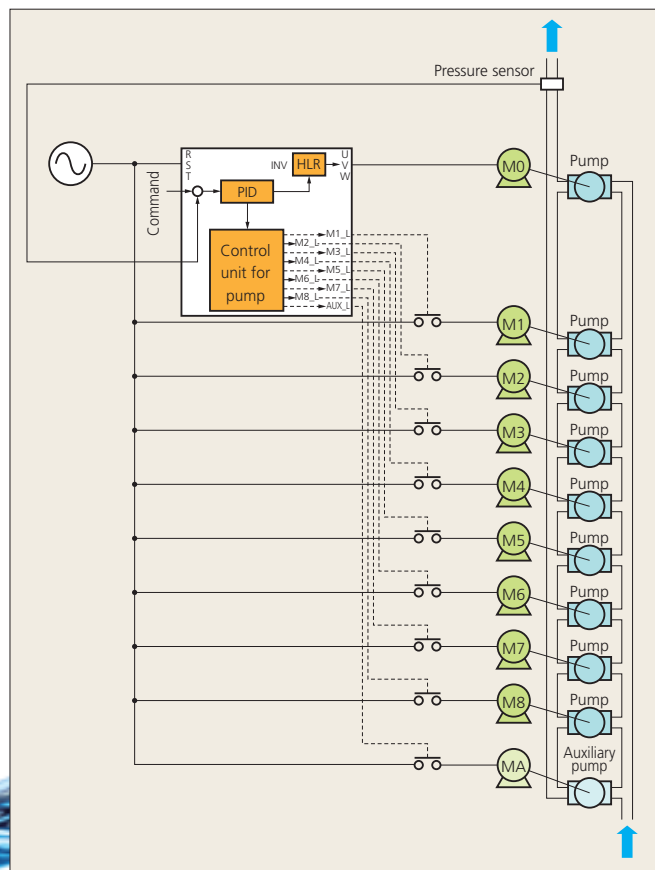 Pressure sensor
R
S
T
INV
HLR
U
V
W
M0
Pump
Command
PID
Control
unit for
pump
M1_L
M2_L
M3_L
M4_L
M5_L
M6_L
M7_L
M8_L
AUX_L
M1
Pump
M2
Pump
M3
Pump
M4
Pump
M5
Pump
M6
Pump
M7
Pump
M8
Pump
MA
Auxiliary
pump